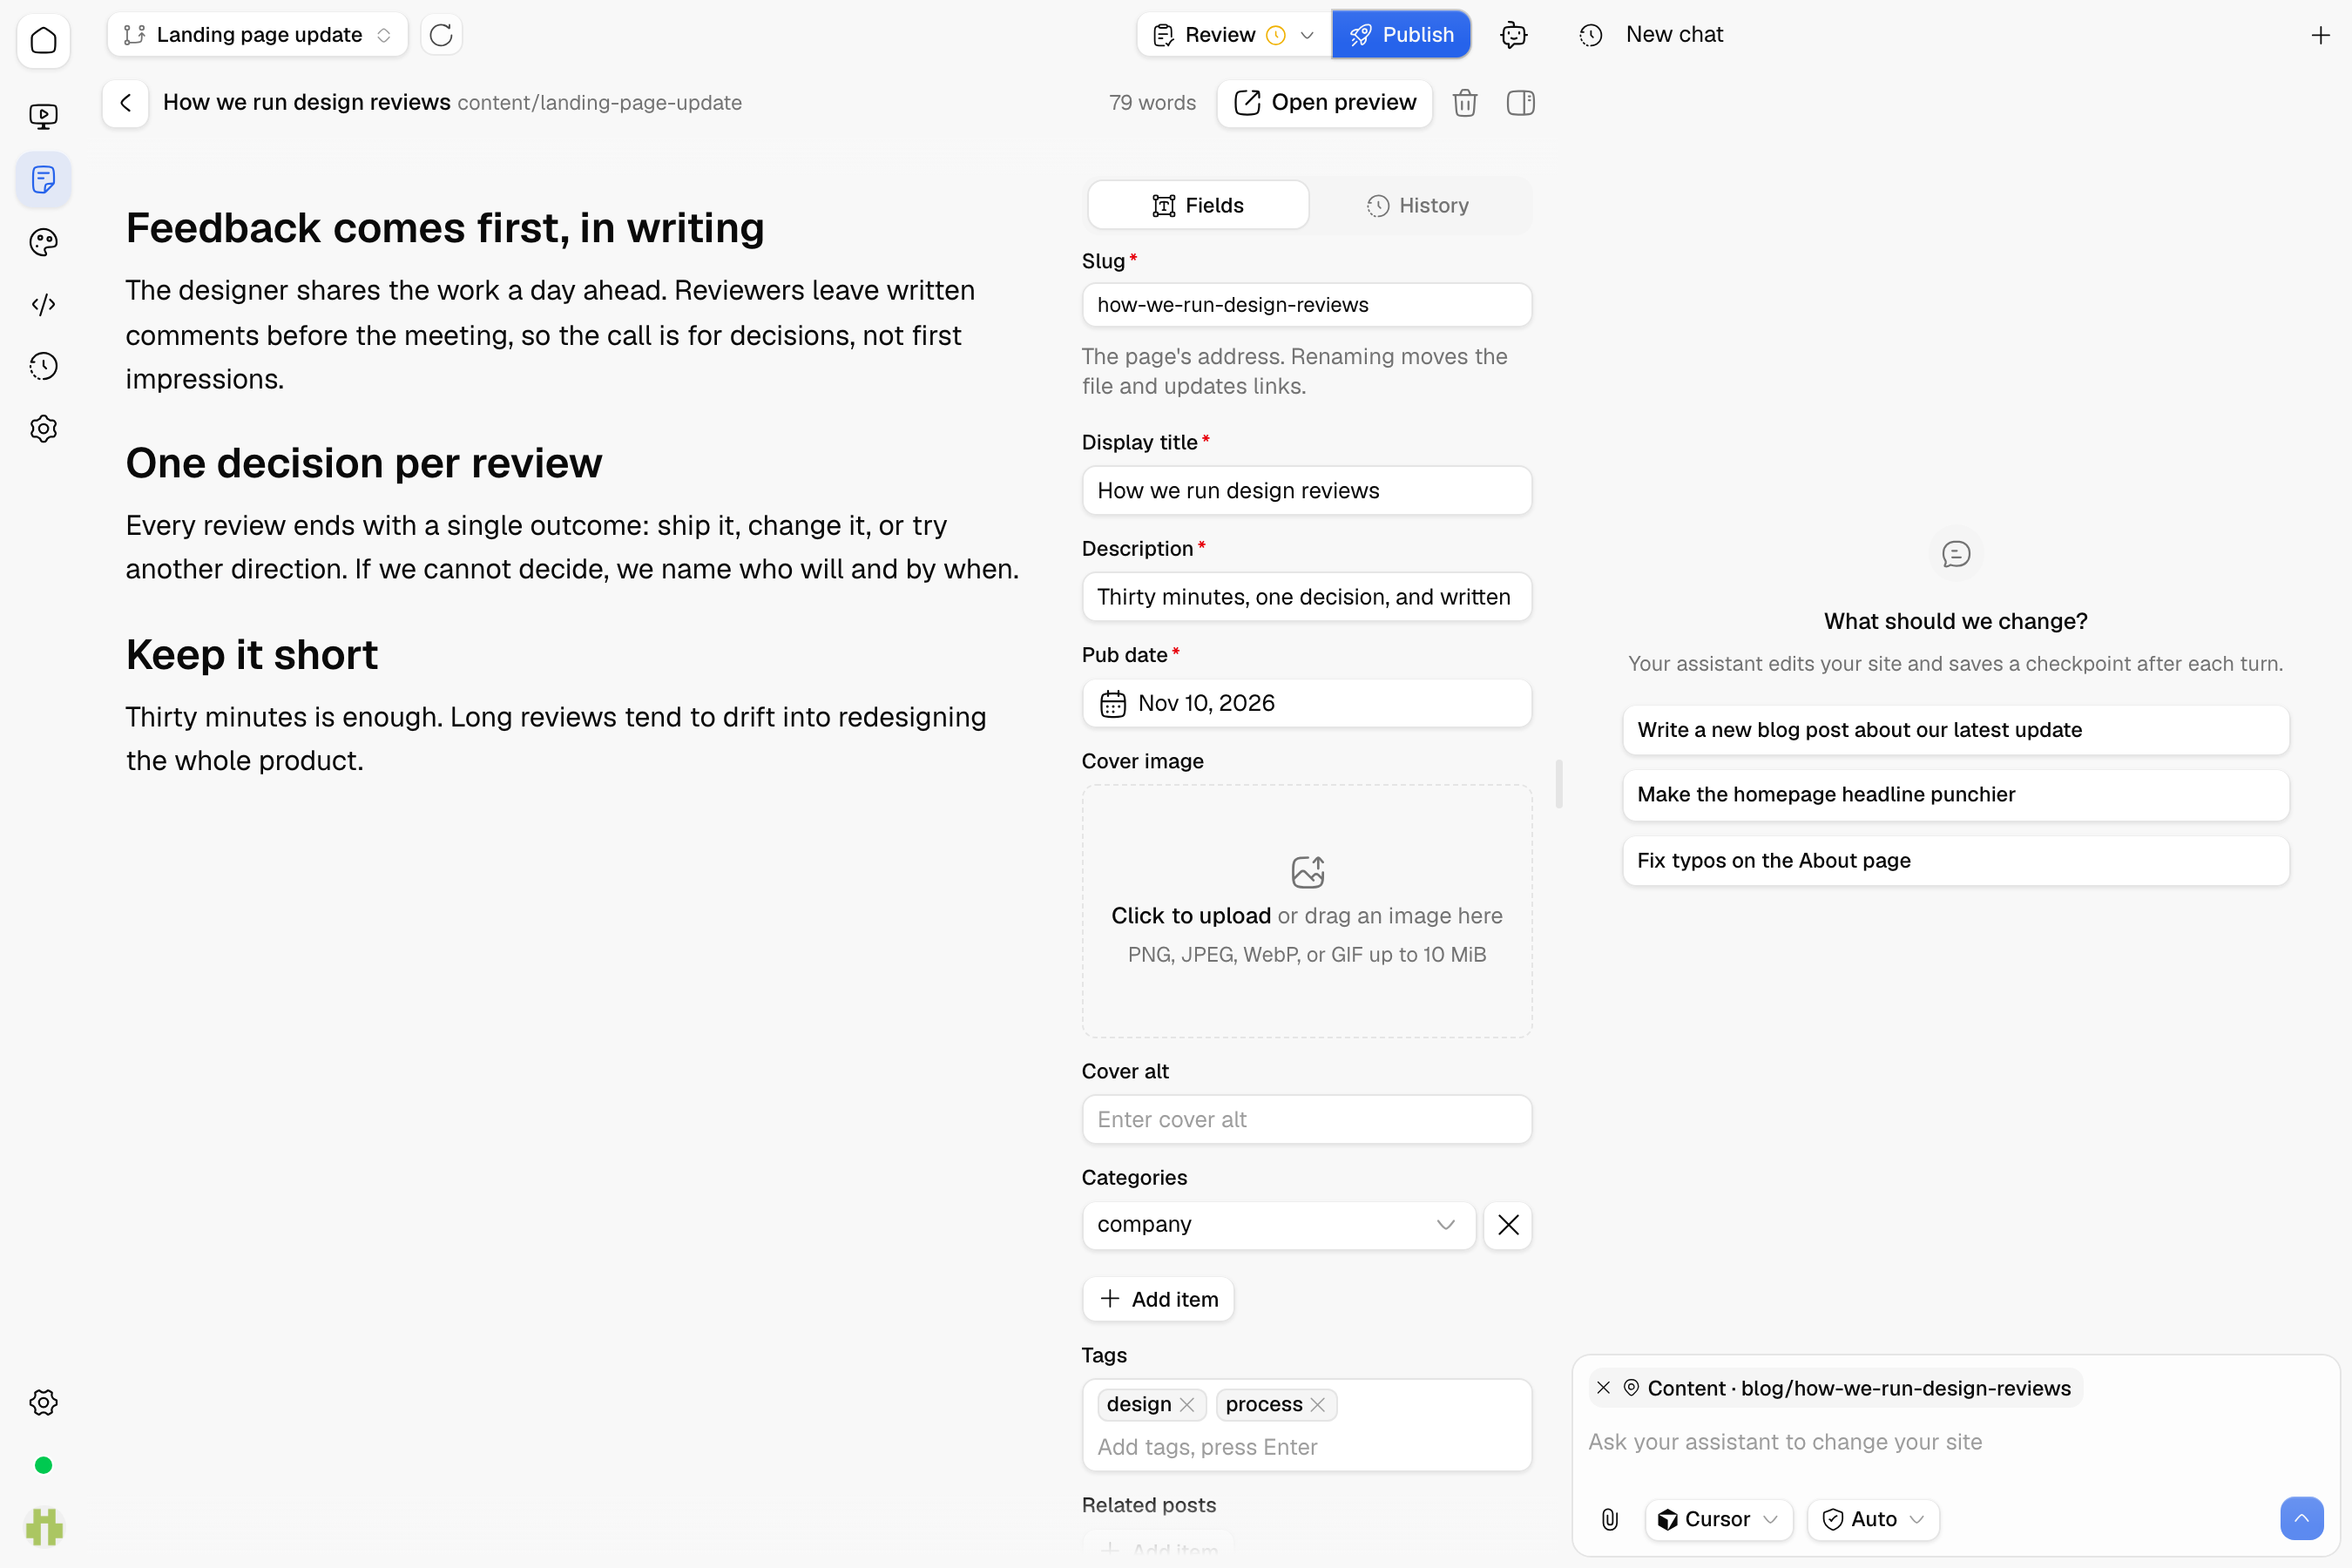 Landing page update
Review
Publish
New chat
How we run design reviews content/landing-page-update
79 words
Open preview
Feedback comes first, in writing
The designer shares the work a day ahead. Reviewers leave written
comments before the meeting, so the call is for decisions, not first
impressions.
One decision per review
Every review ends with a single outcome: ship it, change it, or try
another direction. If we cannot decide, we name who will and by when.
Keep it short
Thirty minutes is enough. Long reviews tend to drift into redesigning
the whole product.
Fields
History
Slug*
how-we-run-design-reviews
The page's address. Renaming moves the
file and updates links.
Display title*
How we run design reviews
Description*
Thirty minutes, one decision, and written
Pub date*
Nov 10, 2026
Cover image
Click to upload or drag an image here
PNG, JPEG, WebP, or GIF up to 10 MiB
Cover alt
Enter cover alt
Categories
company
Add item
Tags
design
process
Add tags, press Enter
Related posts
Add item
What should we change?
Your assistant edits your site and saves a checkpoint after each turn.
Write a new blog post about our latest update
Make the homepage headline punchier
Fix typos on the About page
Content · blog/how-we-run-design-reviews
Ask your assistant to change your site
Cursor
Auto